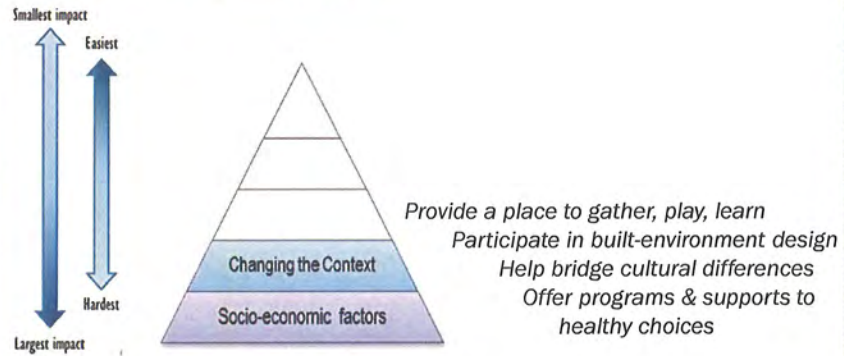 Smallest impact
Easiest
Provide a place to gather, play, learn
Participate in built-environment design
Changing the Context
Help bridge cultural differences
Hardest
Offer programs & supports to
Socio-economic factors
healthy choices
Largest impact